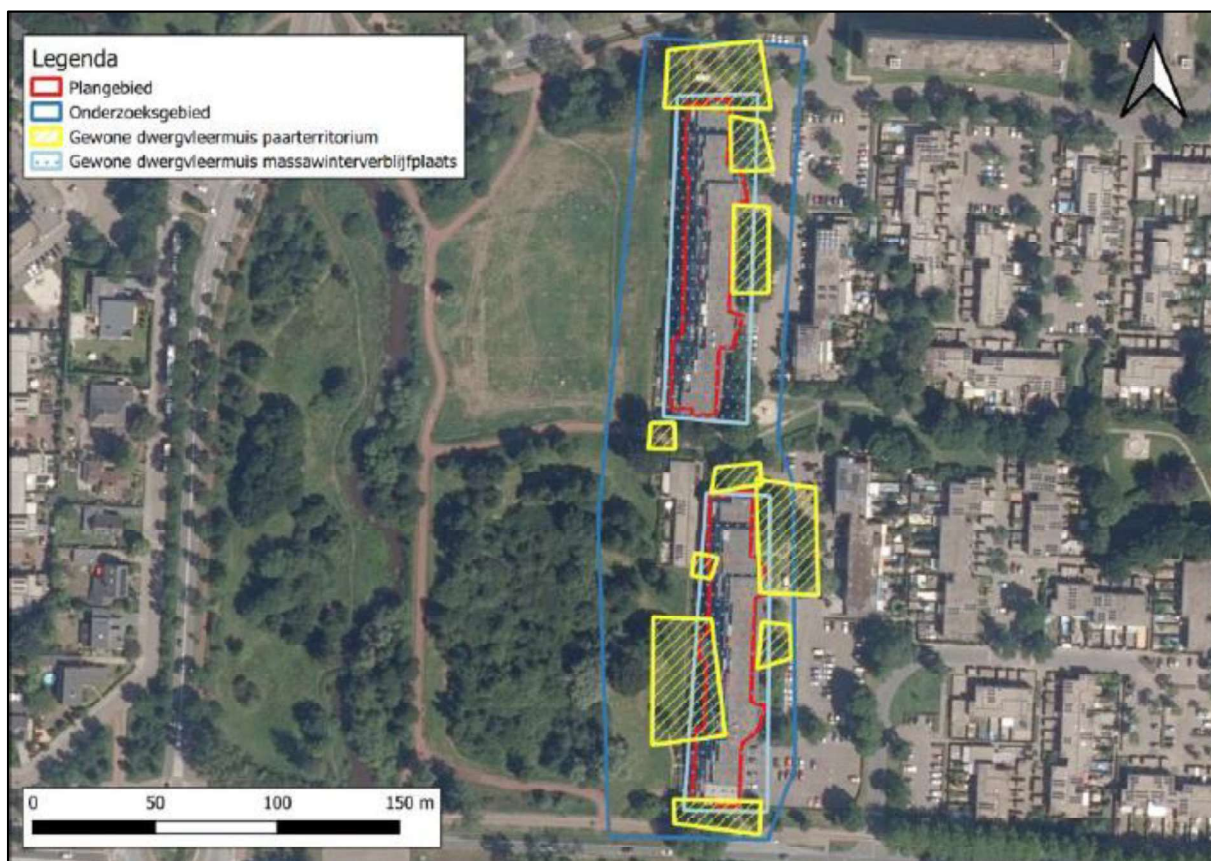 Legenda
Plangebied
Onderzoeksgebied
Gewone dwergvleermuis paarterritorium
Gewone dwergvleermuis massawinterverblijfplaats
0 50 100 150 m